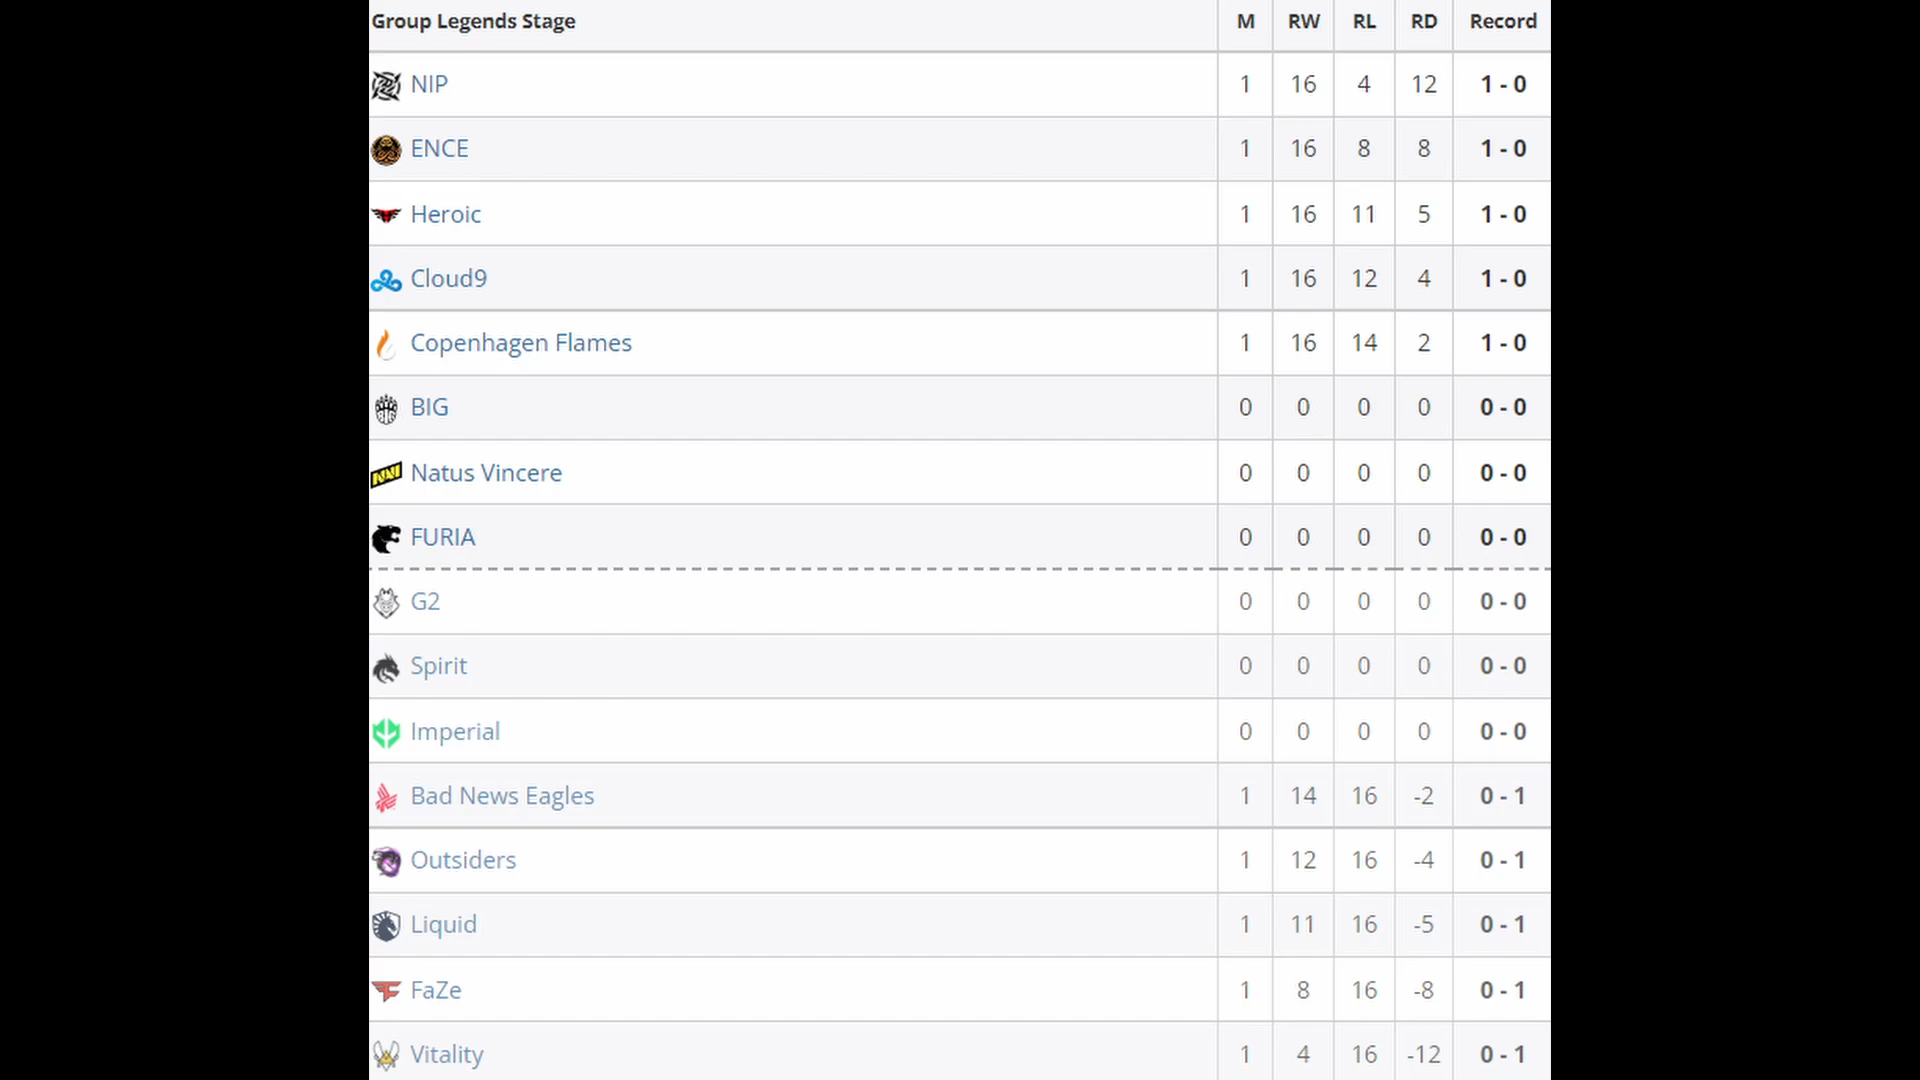 Group Legends Stage M RW RL RD Record
NIP 1 16 4 12 1 - 0
ENCE 1 16 8 8 1 - 0
Heroic 1 16 11 5 1 - 0
Cloud9 1 16 12 4 1 - 0
Copenhagen Flames 1 16 14 2 1 - 0
BIG 0 0 0 0 0 - 0
Natus Vincere 0 0 0 0 0 - 0
FURIA 0 0 0 0 0 - 0
G2 0 0 0 0 0 - 0
Spirit 0 0 0 0 0 - 0
Imperial 0 0 0 0 0 - 0
Bad News Eagles 1 14 16 -2 0 - 1
Outsiders 1 12 16 -4 0 - 1
Liquid 1 11 16 -5 0 - 1
FaZe 1 8 16 -8 0 - 1
Vitality 1 4 16 -12 0 - 1